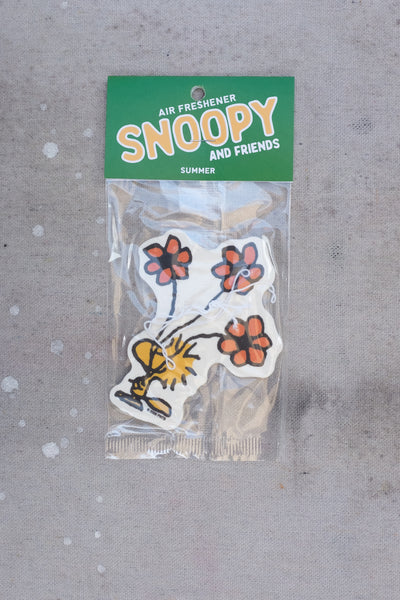 AIR FRESHENER
SNOOPY
AND FRIENDS
SUMMER